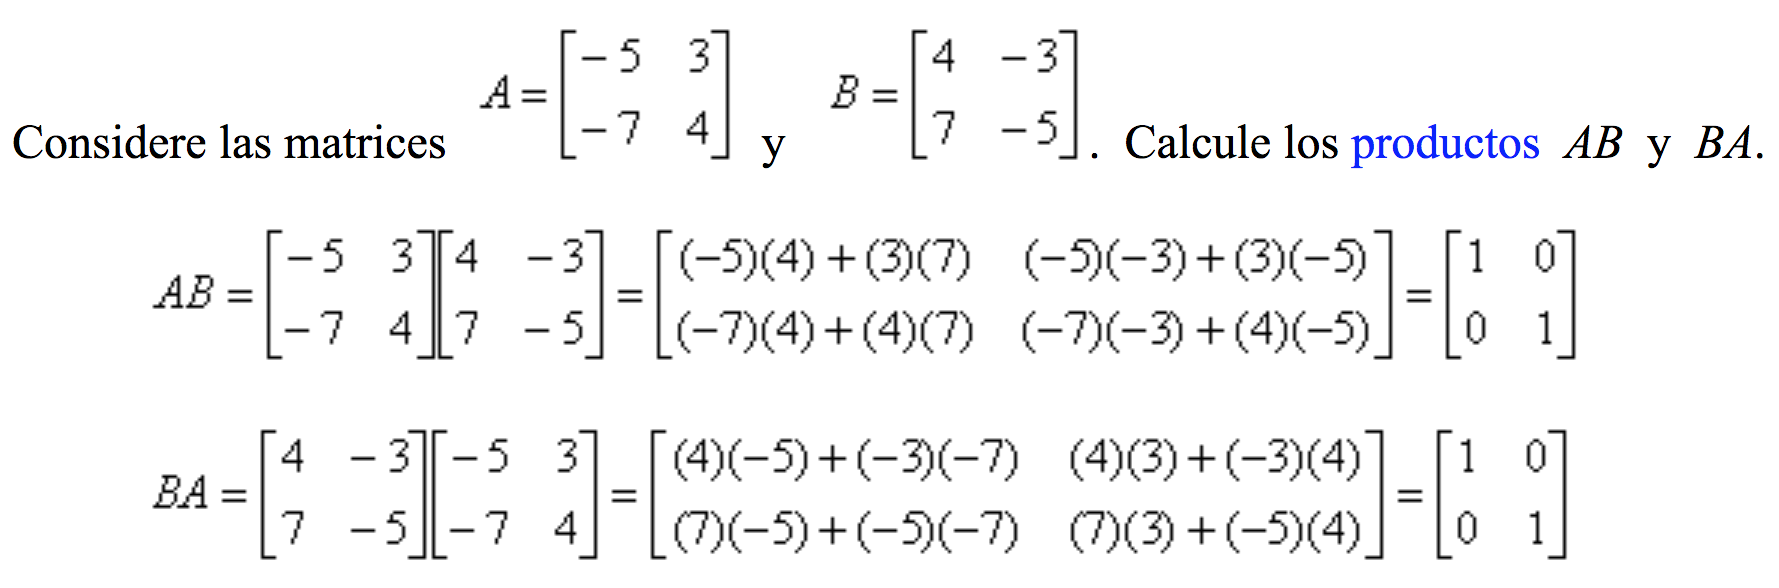 Considere las matrices A = [ -5 3 ; -7 4 ] y B = [ 4 -3 ; 7 -5 ]. Calcule los productos AB y BA.
AB = [ -5 3 ; -7 4 ][ 4 -3 ; 7 -5 ] = [ (-5)(4)+(3)(7) (-5)(-3)+(3)(-5) ; (-7)(4)+(4)(7) (-7)(-3)+(4)(-5) ] = [ 1 0 ; 0 1 ]
BA = [ 4 -3 ; 7 -5 ][ -5 3 ; -7 4 ] = [ (4)(-5)+(-3)(-7) (4)(3)+(-3)(4) ; (7)(-5)+(-5)(-7) (7)(3)+(-5)(4) ] = [ 1 0 ; 0 1 ]